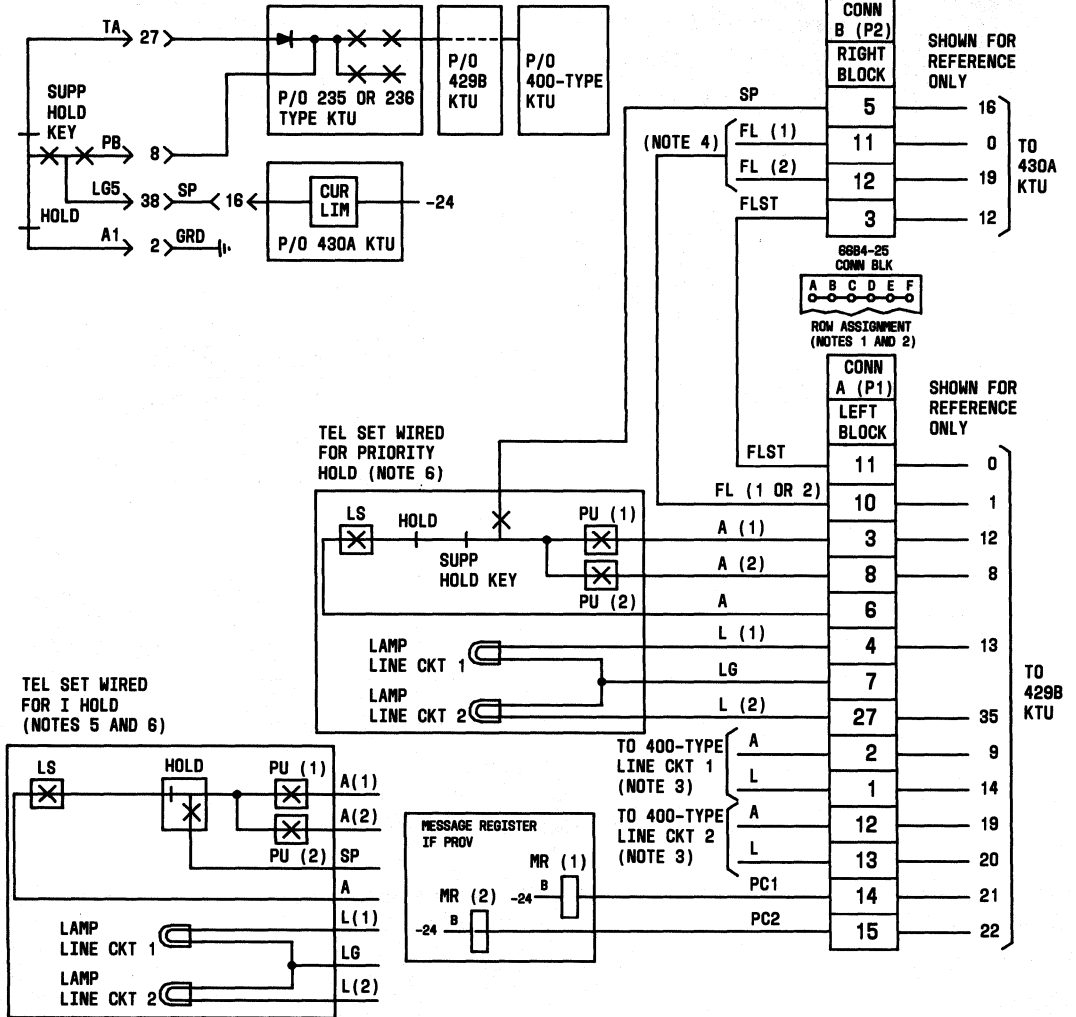 TA 27
SUPP
HOLD
KEY
PB 8
LG5 38 SP 16
HOLD
A1 2 GRD
P/O 235 OR 236
TYPE KTU
P/O
429B
KTU
P/O
400-TYPE
KTU
CUR
LIM
-24
P/O 430A KTU
CONN
B (P2)
RIGHT
BLOCK
SHOWN FOR
REFERENCE
ONLY
SP 5 16
(NOTE 4) FL (1) 11 0
FL (2) 12 19
FLST 3 12
TO
430A
KTU
66B4-25
CONN BLK
A B C D E F
ROW ASSIGNMENT
(NOTES 1 AND 2)
CONN
A (P1)
LEFT
BLOCK
SHOWN FOR
REFERENCE
ONLY
FLST 11 0
FL (1 OR 2) 10 1
A (1) 3 12
A (2) 8 8
A 6
L (1) 4 13
LG 7
L (2) 27 35
A 2 9
L 1 14
A 12 19
L 13 20
PC1 14 21
PC2 15 22
TO
429B
KTU
TO 400-TYPE
LINE CKT 1
(NOTE 3)
TO 400-TYPE
LINE CKT 2
(NOTE 3)
TEL SET WIRED
FOR PRIORITY
HOLD (NOTE 6)
LS HOLD PU (1)
SUPP
HOLD KEY
PU (2)
LAMP
LINE CKT 1
LAMP
LINE CKT 2
TEL SET WIRED
FOR I HOLD
(NOTES 5 AND 6)
LS HOLD PU (1) A(1)
A(2)
PU (2) SP
A
L(1)
LAMP
LINE CKT 1
LG
LAMP
LINE CKT 2
L(2)
MESSAGE REGISTER
IF PROV
MR (1)
-24 B
MR (2)
-24 B